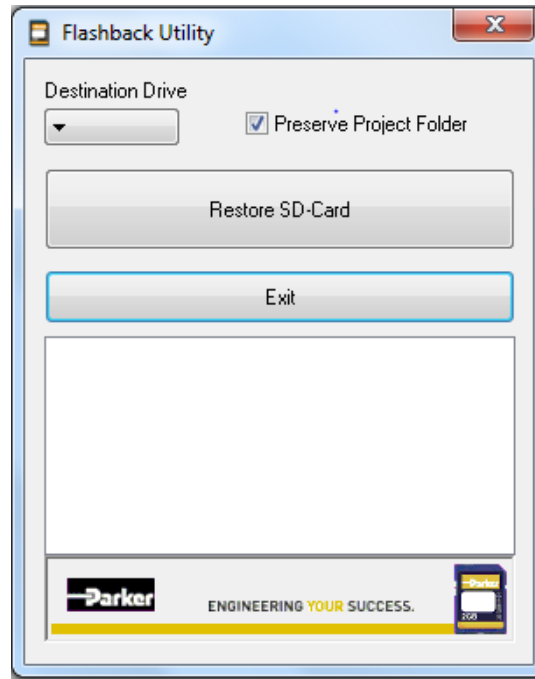 Flashback Utility
Destination Drive
Preserve Project Folder
Restore SD-Card
Exit
Parker
ENGINEERING YOUR SUCCESS.
Parker
2GB